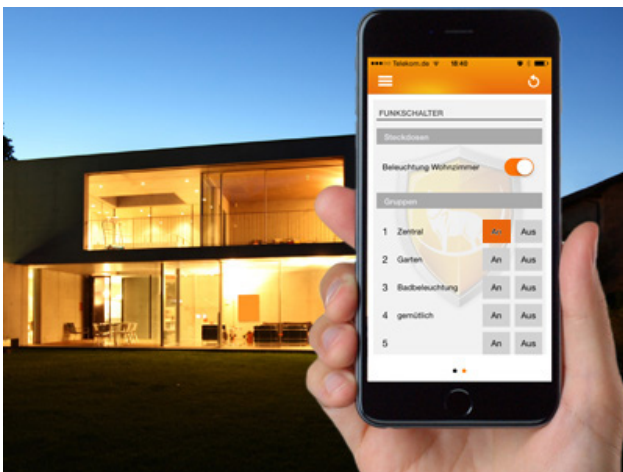 Telekom.de 18:40
FUNKSCHALTER
Steckdosen
Beleuchtung Wohnzimmer
Gruppen
1 Zentral An Aus
2 Garten An Aus
3 Badbeleuchtung An Aus
4 gemütlich An Aus
5 An Aus